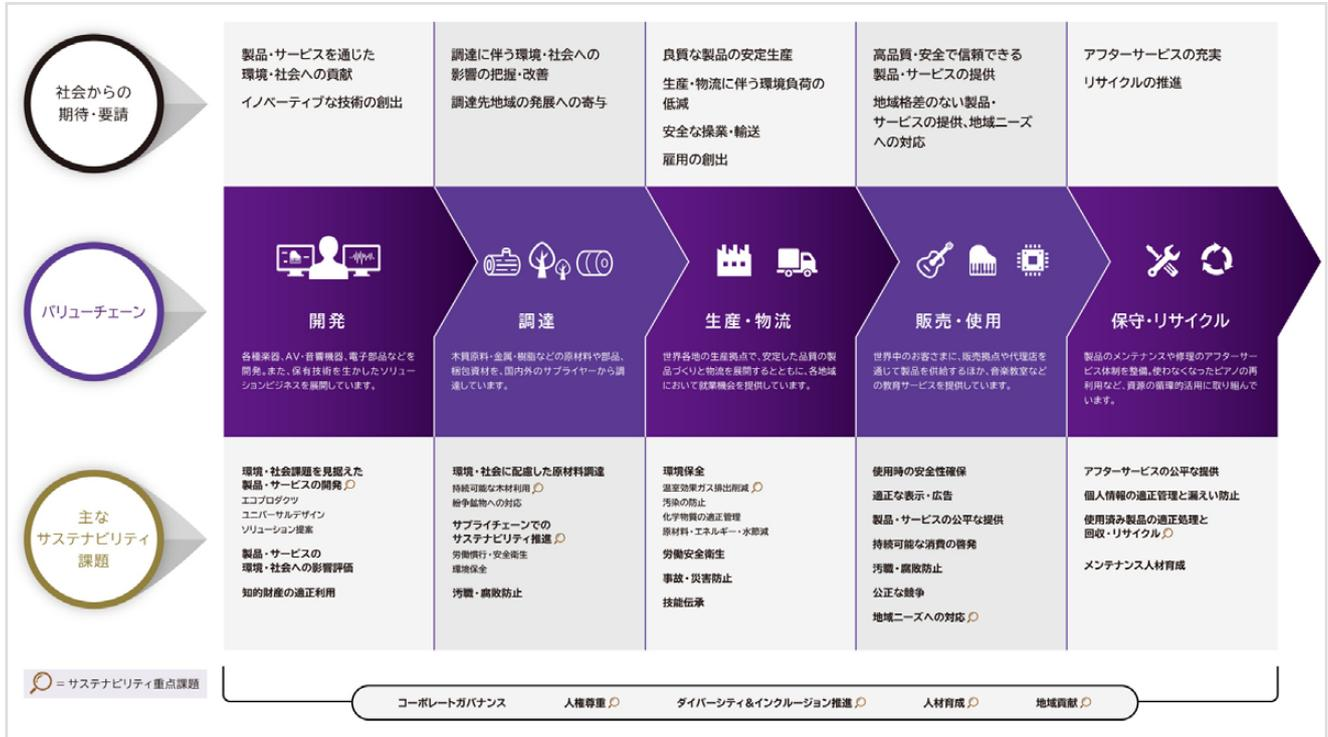 社会からの
期待・要請
製品・サービスを通じた
環境・社会への貢献
イノベーティブな技術の創出
調達に伴う環境・社会への
影響の把握・改善
調達先地域の発展への寄与
良質な製品の安定生産
生産・物流に伴う環境負荷の
低減
安全な操業・輸送
雇用の創出
高品質・安全で信頼できる
製品・サービスの提供
地域格差のない製品・
サービスの提供、地域ニーズ
への対応
アフターサービスの充実
リサイクルの推進
バリューチェーン
開発
各種楽器、AV・音響機器、電子部品などを
開発。また、保有技術を生かしたソリュー
ションビジネスを展開しています。
調達
木質原料・金属・樹脂などの原材料や部品、
梱包資材を、国内外のサプライヤーから調
達しています。
生産・物流
世界各地の生産拠点で、安定した品質の製
品づくりと物流を展開するとともに、各地域
において就業機会を提供しています。
販売・使用
世界中のお客さまに、販売拠点や代理店を
通じて製品を供給するほか、音楽教室など
の教育サービスを提供しています。
保守・リサイクル
製品のメンテナンスや修理のアフターサー
ビス体制を整備。使わなくなったピアノの再
利用など、資源の循環的活用に取り組んで
います。
主な
サステナビリティ
課題
環境・社会課題を見据えた
製品・サービスの開発
エコプロダクツ
ユニバーサルデザイン
ソリューション提案
製品・サービスの
環境・社会への影響評価
知的財産の適正利用
環境・社会に配慮した原材料調達
持続可能な木材利用
紛争鉱物への対応
サプライチェーンでの
サステナビリティ推進
労働慣行・安全衛生
環境保全
汚職・腐敗防止
環境保全
温室効果ガス排出削減
汚染の防止
化学物質の適正管理
原材料・エネルギー・水節減
労働安全衛生
事故・災害防止
技能伝承
使用時の安全性確保
適正な表示・広告
製品・サービスの公平な提供
持続可能な消費の啓発
汚職・腐敗防止
公正な競争
地域ニーズへの対応
アフターサービスの公平な提供
個人情報の適正管理と漏えい防止
使用済み製品の適正処理と
回収・リサイクル
メンテナンス人材育成
= サステナビリティ重点課題
コーポレートガバナンス 人権尊重 ダイバーシティ&インクルージョン推進 人材育成 地域貢献